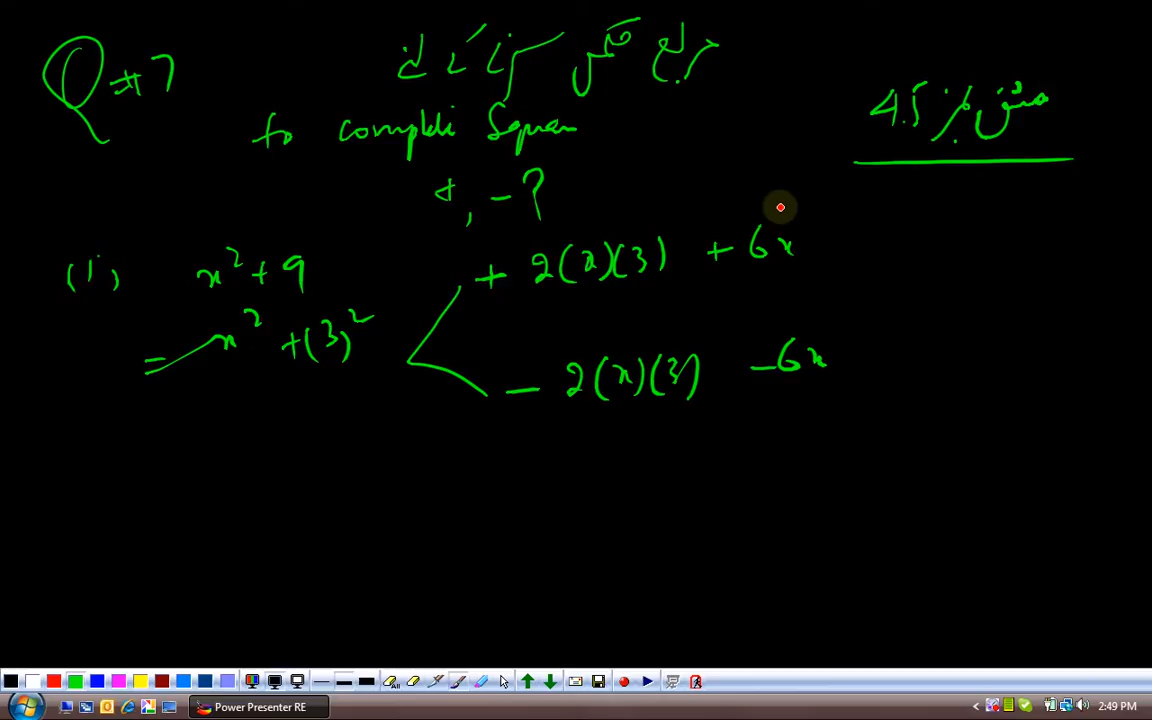 Q#7
مربع مکمل کرنے کے لئے
مشق نمبر 4.5
to complete Square
+, - ?
(i) x² + 9
+ 2(x)(3) + 6x
= x² + (3)²
- 2(x)(3) - 6x
Power Presenter RE
2:49 PM